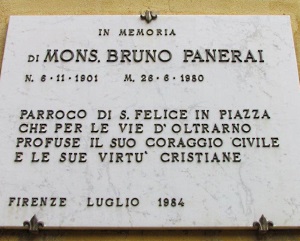 IN MEMORIA
DI MONS. BRUNO PANERAI
N. 6-11-1901 M. 26-6-1980
PARROCO DI S. FELICE IN PIAZZA
CHE PER LE VIE D'OLTRARNO
PROFUSE IL SUO CORAGGIO CIVILE
E LE SUE VIRTU' CRISTIANE
FIRENZE LUGLIO 1984